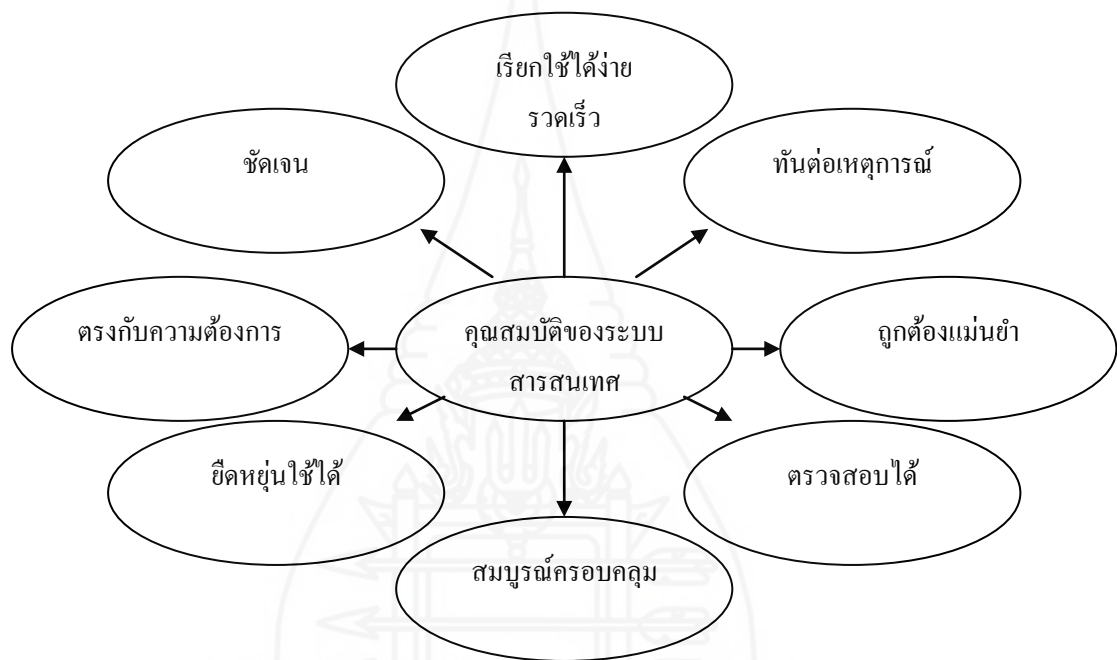 เรียกใช้ได้ง่าย
รวดเร็ว
ชัดเจน
ทันต่อเหตุการณ์
ตรงกับความต้องการ
คุณสมบัติของระบบ
สารสนเทศ
ถูกต้องแม่นยำ
ยืดหยุ่นใช้ได้
ตรวจสอบได้
สมบูรณ์ครอบคลุม